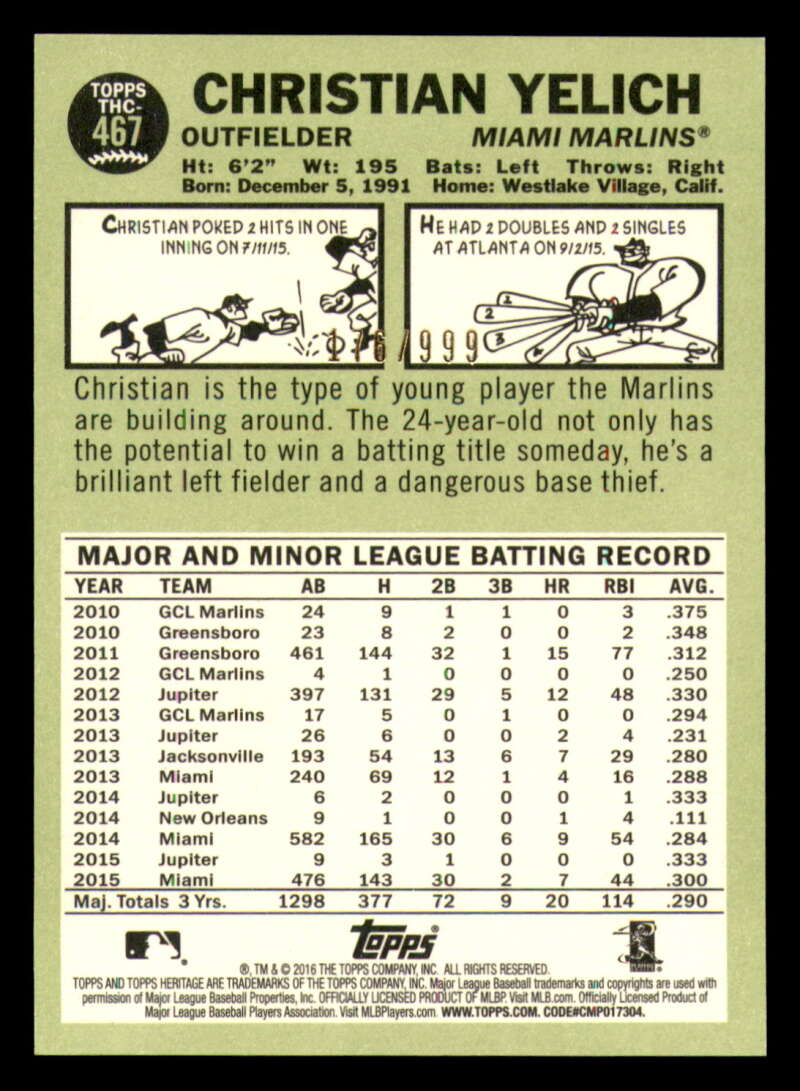 TOPPS
THC-
467
CHRISTIAN YELICH
OUTFIELDER MIAMI MARLINS®
Ht: 6'2" Wt: 195 Bats: Left Throws: Right
Born: December 5, 1991 Home: Westlake Village, Calif.
CHRISTIAN POKED 2 HITS IN ONE
INNING ON 7/11/15.
HE HAD 2 DOUBLES AND 2 SINGLES
AT ATLANTA ON 9/2/15.
1
2
3
4
176/999
Christian is the type of young player the Marlins
are building around. The 24-year-old not only has
the potential to win a batting title someday, he's a
brilliant left fielder and a dangerous base thief.
MAJOR AND MINOR LEAGUE BATTING RECORD
YEAR TEAM AB H 2B 3B HR RBI AVG.
2010 GCL Marlins 24 9 1 1 0 3 .375
2010 Greensboro 23 8 2 0 0 2 .348
2011 Greensboro 461 144 32 1 15 77 .312
2012 GCL Marlins 4 1 0 0 0 0 .250
2012 Jupiter 397 131 29 5 12 48 .330
2013 GCL Marlins 17 5 0 1 0 0 .294
2013 Jupiter 26 6 0 0 2 4 .231
2013 Jacksonville 193 54 13 6 7 29 .280
2013 Miami 240 69 12 1 4 16 .288
2014 Jupiter 6 2 0 0 0 1 .333
2014 New Orleans 9 1 0 0 1 4 .111
2014 Miami 582 165 30 6 9 54 .284
2015 Jupiter 9 3 1 0 0 0 .333
2015 Miami 476 143 30 2 7 44 .300
Maj. Totals 3 Yrs. 1298 377 72 9 20 114 .290
topps®
®, TM & © 2016 THE TOPPS COMPANY, INC. ALL RIGHTS RESERVED.
TOPPS AND TOPPS HERITAGE ARE TRADEMARKS OF THE TOPPS COMPANY, INC. Major League Baseball trademarks and copyrights are used with
permission of Major League Baseball Properties, Inc. OFFICIALLY LICENSED PRODUCT OF MLBP. Visit MLB.com. Officially Licensed Product of
Major League Baseball Players Association. Visit MLBPlayers.com. WWW.TOPPS.COM. CODE#CMP017304.